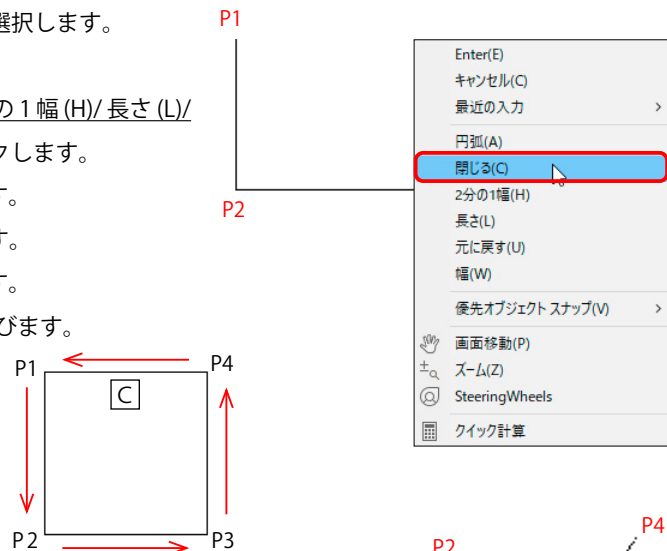 選択します。
P1
の 1 幅 (H)/ 長さ (L)/
クします。
す。
す。
す。
びます。
P2
Enter(E)
キャンセル(C)
最近の入力
円弧(A)
閉じる(C)
2分の1幅(H)
長さ(L)
元に戻す(U)
幅(W)
優先オブジェクト スナップ(V)
画面移動(P)
ズーム(Z)
SteeringWheels
クイック計算
P1
P4
C
P2
P3
P2
P4